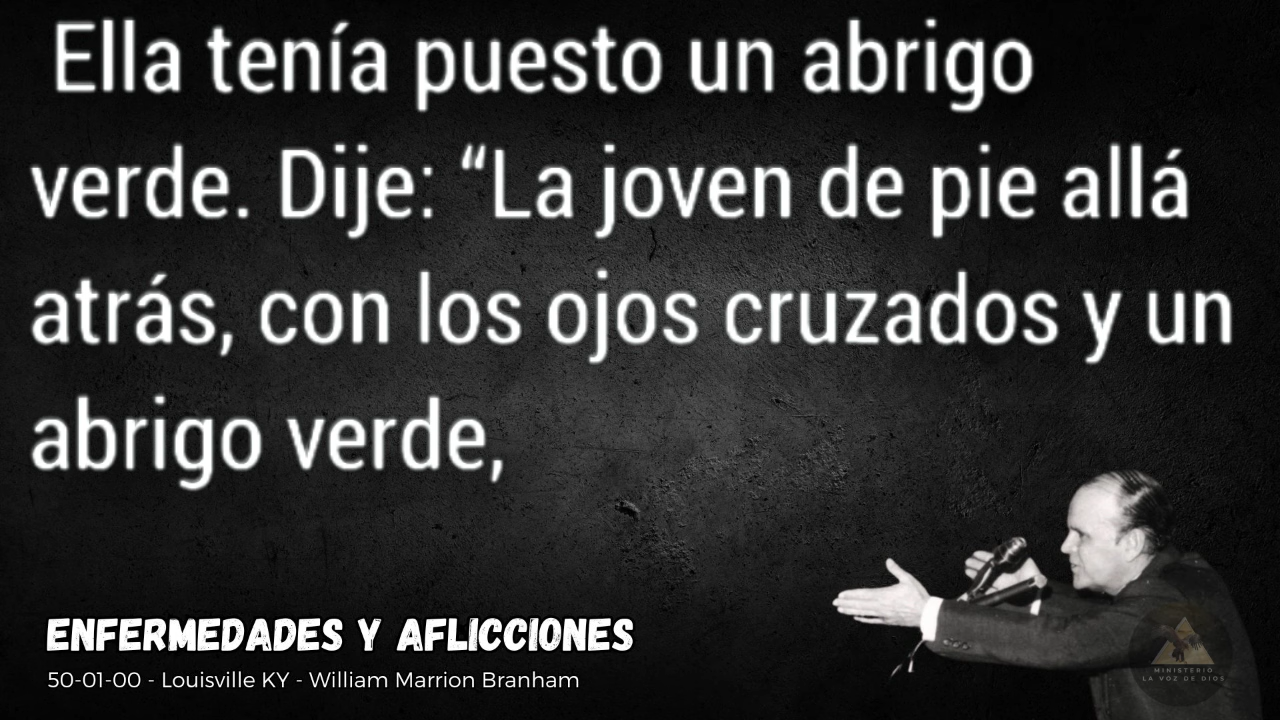 Ella tenía puesto un abrigo
verde. Dije: “La joven de pie allá
atrás, con los ojos cruzados y un
abrigo verde,
ENFERMEDADES Y AFLICCIONES
50-01-00 - Louisville KY - William Marrion Branham
MINISTERIO
LA VOZ DE DIOS